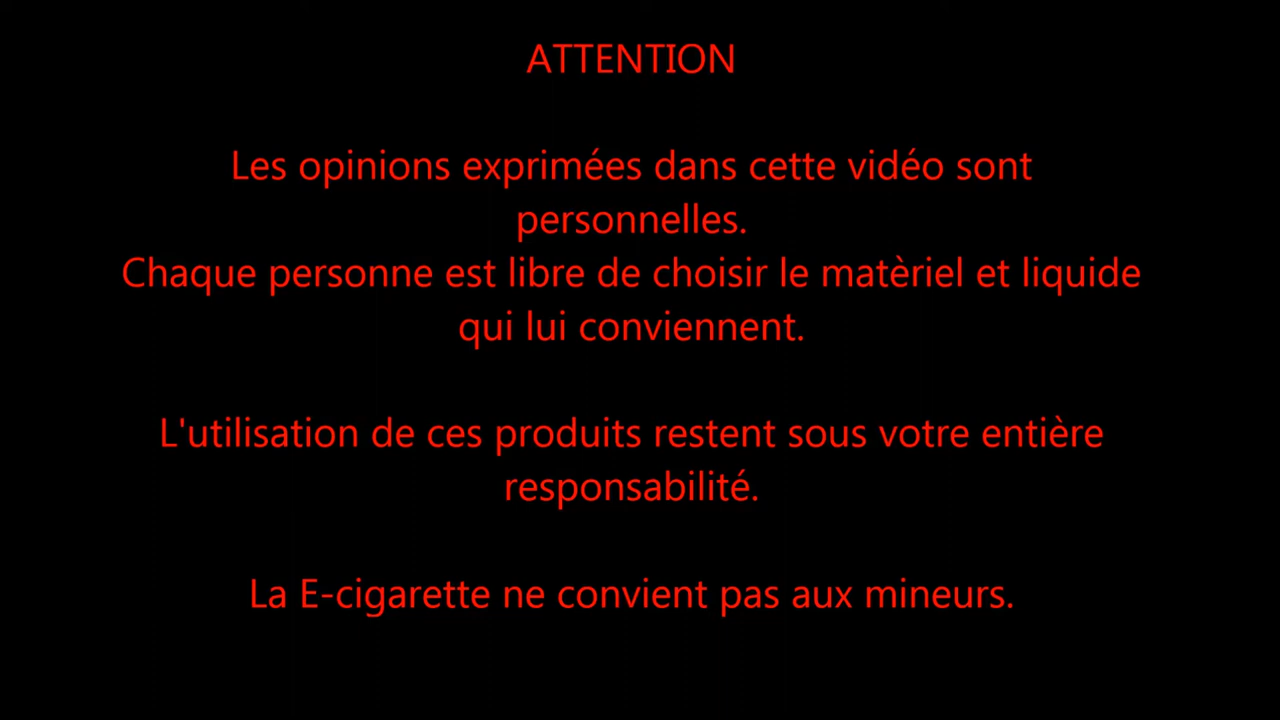 ATTENTION
Les opinions exprimées dans cette vidéo sont
personnelles.
Chaque personne est libre de choisir le matèriel et liquide
qui lui conviennent.
L'utilisation de ces produits restent sous votre entière
responsabilité.
La E-cigarette ne convient pas aux mineurs.